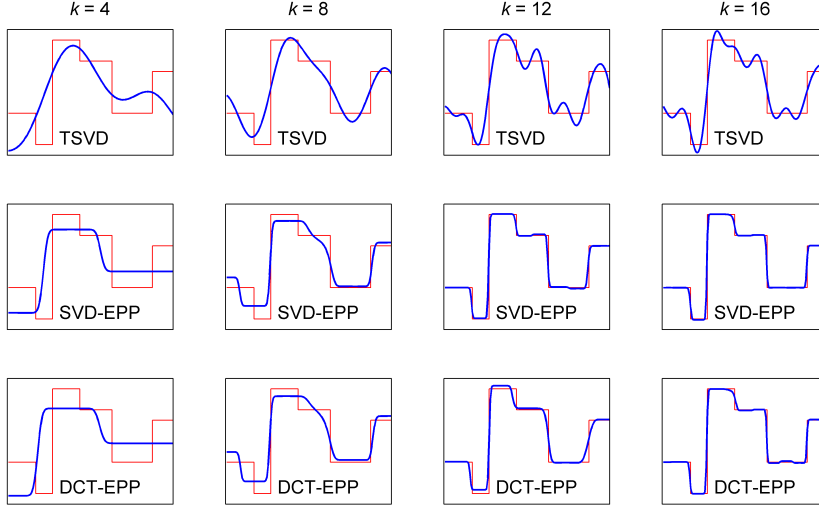 k = 4 k = 8 k = 12 k = 16
TSVD TSVD TSVD TSVD
SVD-EPP SVD-EPP SVD-EPP SVD-EPP
DCT-EPP DCT-EPP DCT-EPP DCT-EPP